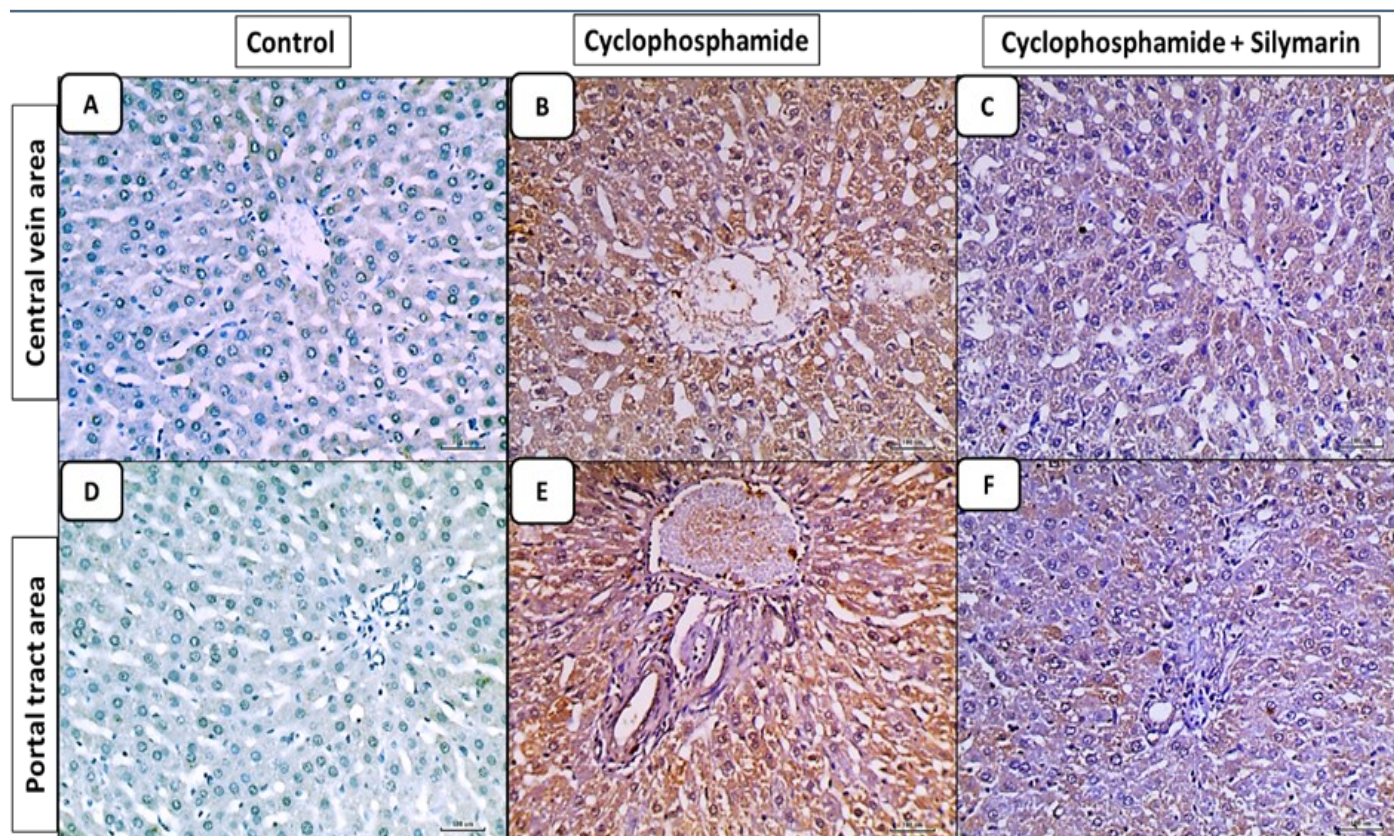 Control
Cyclophosphamide
Cyclophosphamide + Silymarin
Central vein area
A
B
C
Portal tract area
D
E
F